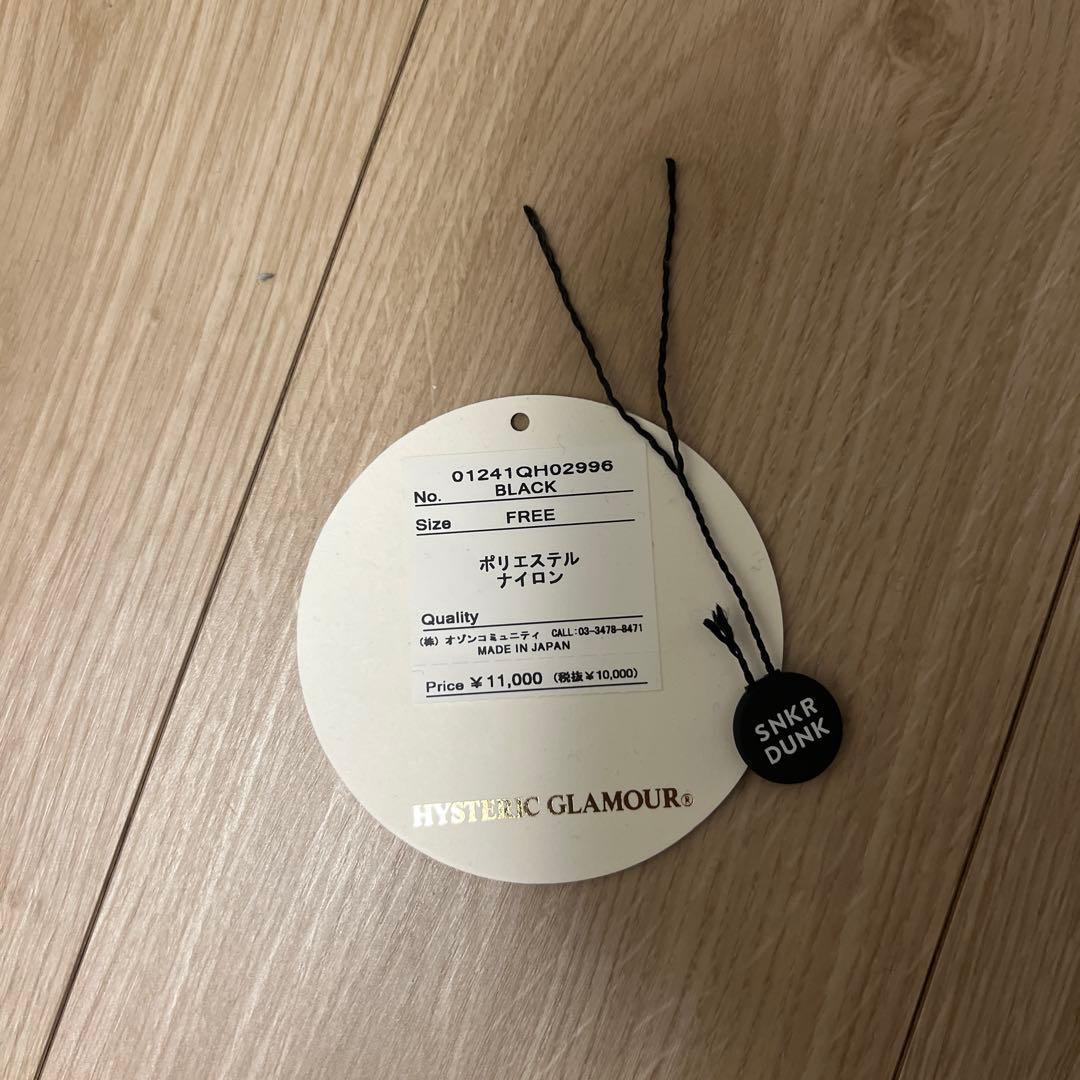 01241QH02996
No. BLACK
Size FREE
ポリエステル
ナイロン
Quality
(株) オゾンコミュニティ CALL:03-3478-8471
MADE IN JAPAN
Price ¥11,000 (税抜¥10,000)
HYSTERIC GLAMOUR®
SNKR
DUNK